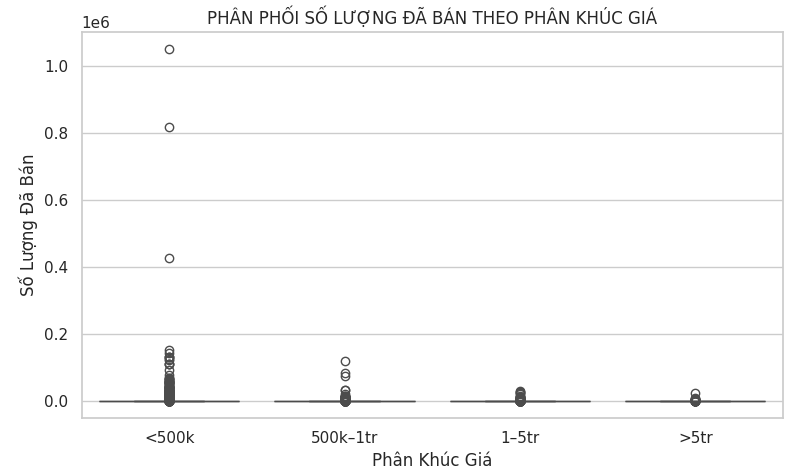 PHÂN PHỐI SỐ LƯỢNG ĐÃ BÁN THEO PHÂN KHÚC GIÁ
1e6
1.0
0.8
0.6
0.4
0.2
0.0
Số Lượng Đã Bán
<500k
500k–1tr
1–5tr
>5tr
Phân Khúc Giá